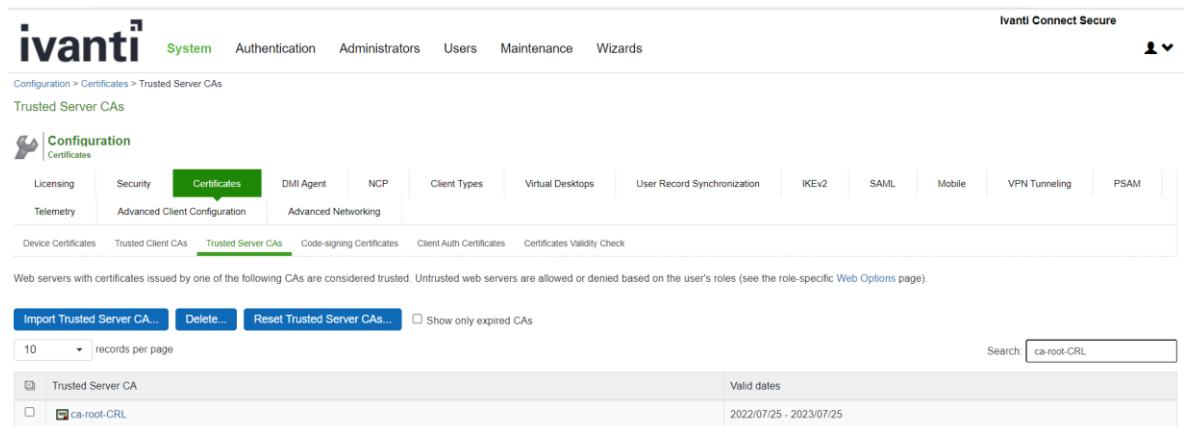 Ivanti Connect Secure
ivanti
System Authentication Administrators Users Maintenance Wizards
Configuration > Certificates > Trusted Server CAs
Trusted Server CAs
Configuration
Certificates
Licensing Security Certificates DMI Agent NCP Client Types Virtual Desktops User Record Synchronization IKEv2 SAML Mobile VPN Tunneling PSAM
Telemetry Advanced Client Configuration Advanced Networking
Device Certificates Trusted Client CAs Trusted Server CAs Code-signing Certificates Client Auth Certificates Certificates Validity Check
Web servers with certificates issued by one of the following CAs are considered trusted. Untrusted web servers are allowed or denied based on the user's roles (see the role-specific Web Options page).
Import Trusted Server CA... Delete... Reset Trusted Server CAs... Show only expired CAs
10 records per page Search: ca-root-CRL
Trusted Server CA Valid dates
ca-root-CRL 2022/07/25 - 2023/07/25